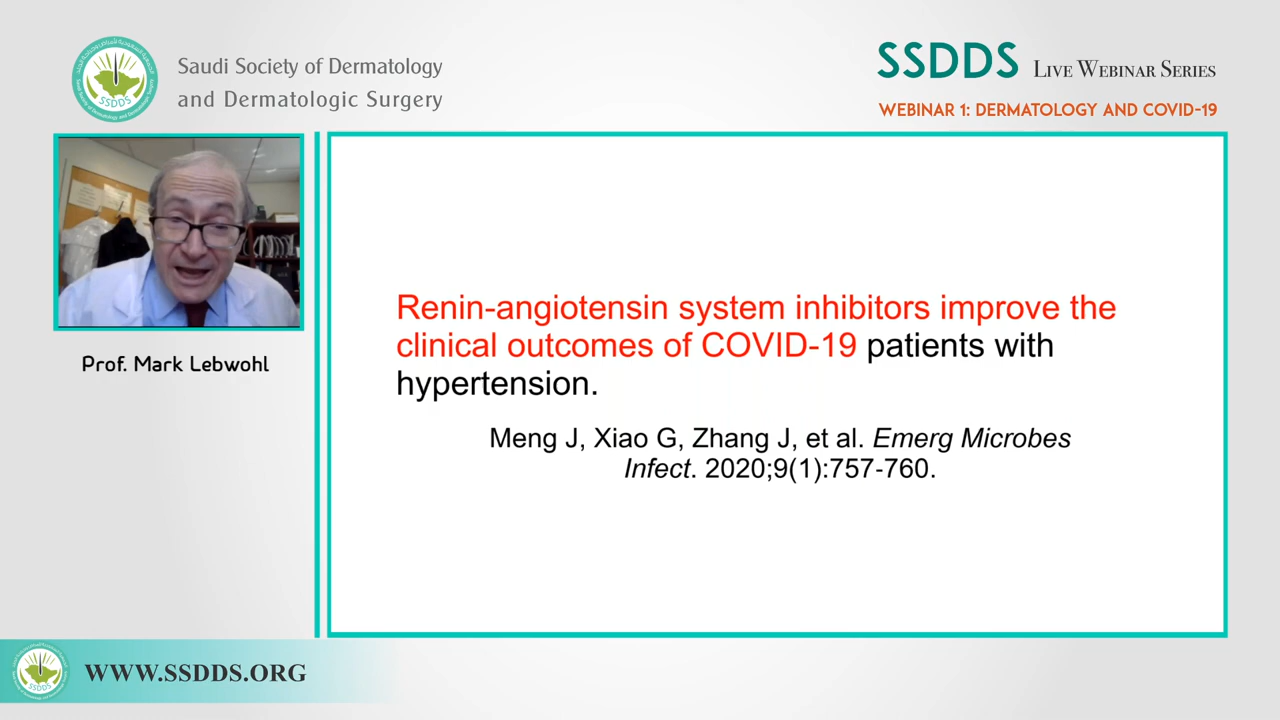 Saudi Society of Dermatology
and Dermatologic Surgery
SSDDS LIVE WEBINAR SERIES
WEBINAR 1: DERMATOLOGY AND COVID-19
Prof. Mark Lebwohl
Renin-angiotensin system inhibitors improve the
clinical outcomes of COVID-19 patients with
hypertension.
Meng J, Xiao G, Zhang J, et al. Emerg Microbes
Infect. 2020;9(1):757-760.
SSDDS
SSDDS
WWW.SSDDS.ORG